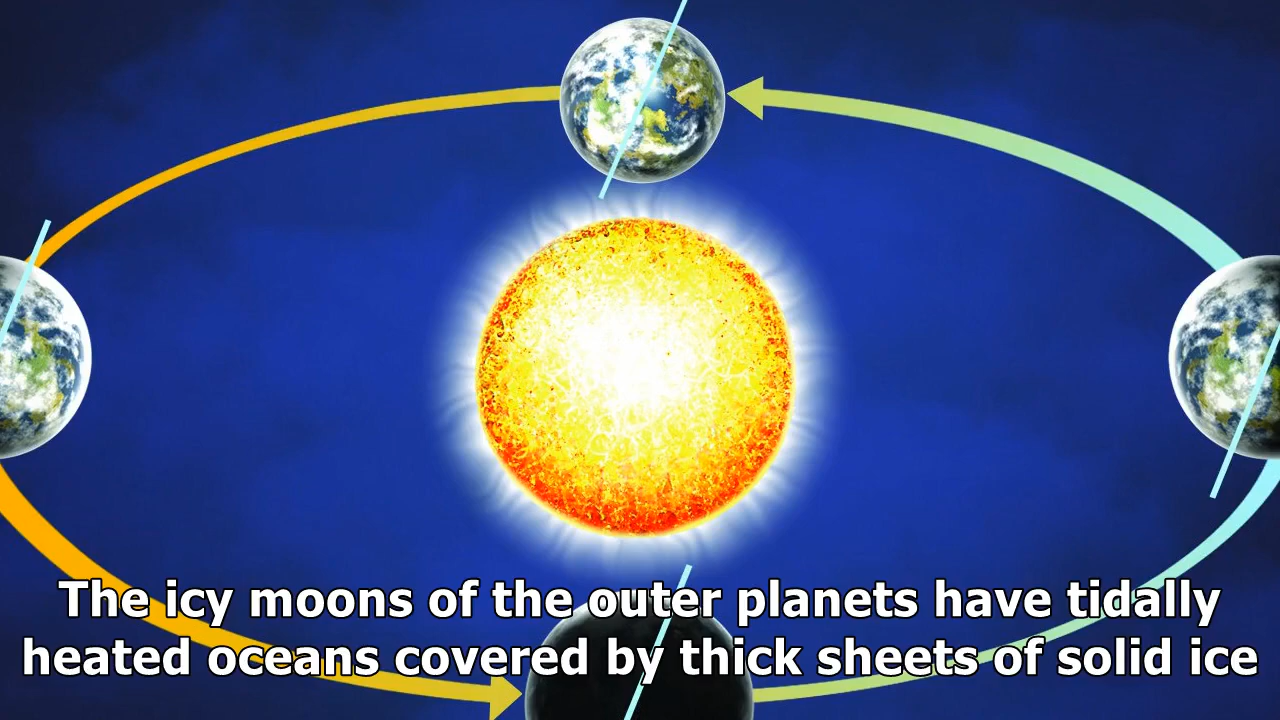 The icy moons of the outer planets have tidally
heated oceans covered by thick sheets of solid ice